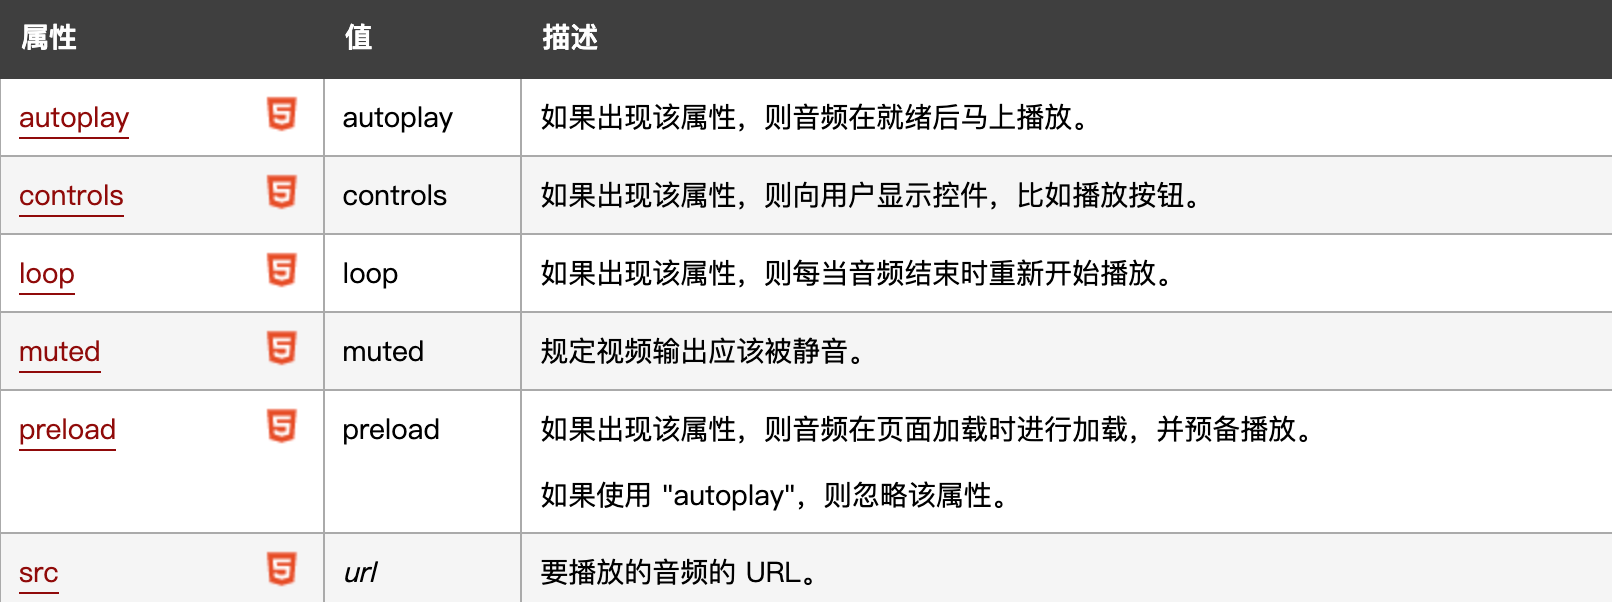 属性 值 描述
autoplay 5 autoplay 如果出现该属性，则音频在就绪后马上播放。
controls 5 controls 如果出现该属性，则向用户显示控件，比如播放按钮。
loop 5 loop 如果出现该属性，则每当音频结束时重新开始播放。
muted 5 muted 规定视频输出应该被静音。
preload 5 preload 如果出现该属性，则音频在页面加载时进行加载，并预备播放。
如果使用 "autoplay"，则忽略该属性。
src 5 url 要播放的音频的 URL。